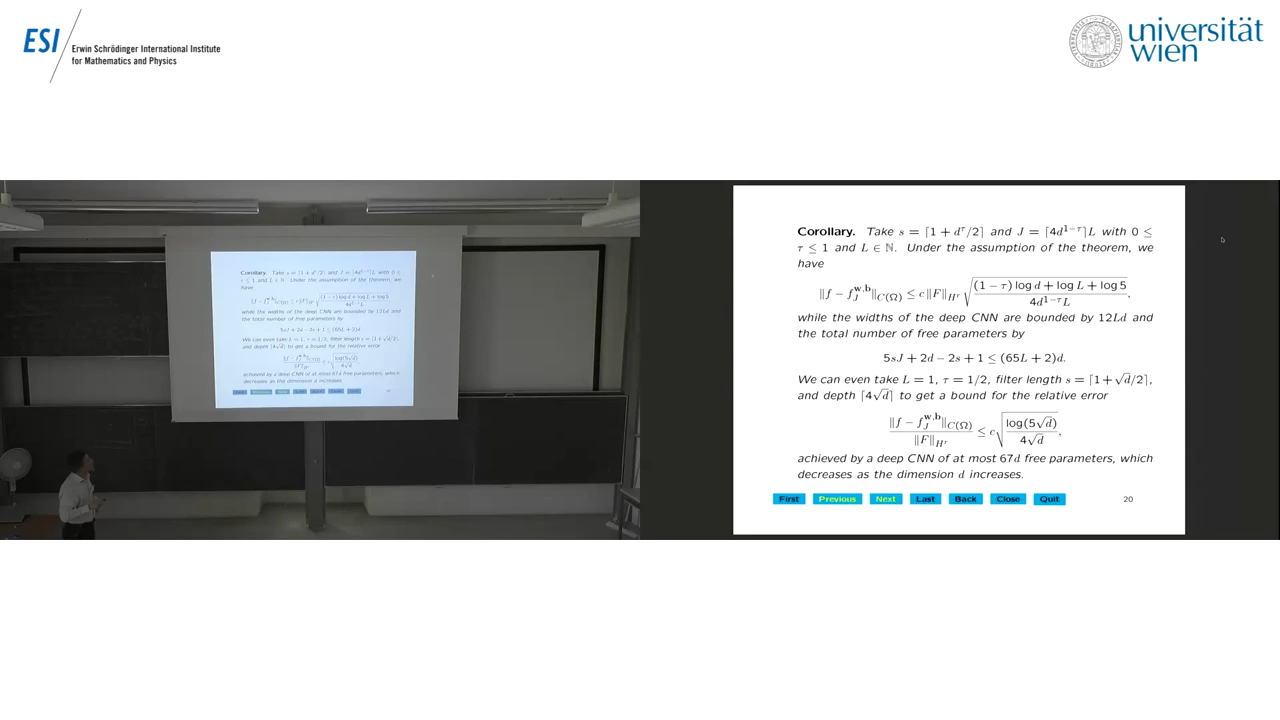 ESI
Erwin Schrödinger International Institute
for Mathematics and Physics
universität
wien
Corollary. Take s = ⌈1 + d^τ/2⌉ and J = ⌈4d^{1−τ}⌉L with 0 ≤
τ ≤ 1 and L ∈ ℕ. Under the assumption of the theorem, we
have
‖f − f_J^{w,b}‖_{C(Ω)} ≤ c ‖F‖_{H^r} √((1 − τ) log d + log L + log 5 / 4d^{1−τ}L),
while the widths of the deep CNN are bounded by 12Ld and
the total number of free parameters by
5sJ + 2d − 2s + 1 ≤ (65L + 2)d.
We can even take L = 1, τ = 1/2, filter length s = ⌈1 + √d/2⌉,
and depth ⌈4√d⌉ to get a bound for the relative error
‖f − f_J^{w,b}‖_{C(Ω)} / ‖F‖_{H^r} ≤ c√(log(5√d) / 4√d),
achieved by a deep CNN of at most 67d free parameters, which
decreases as the dimension d increases.
First Previous Next Last Back Close Quit 20